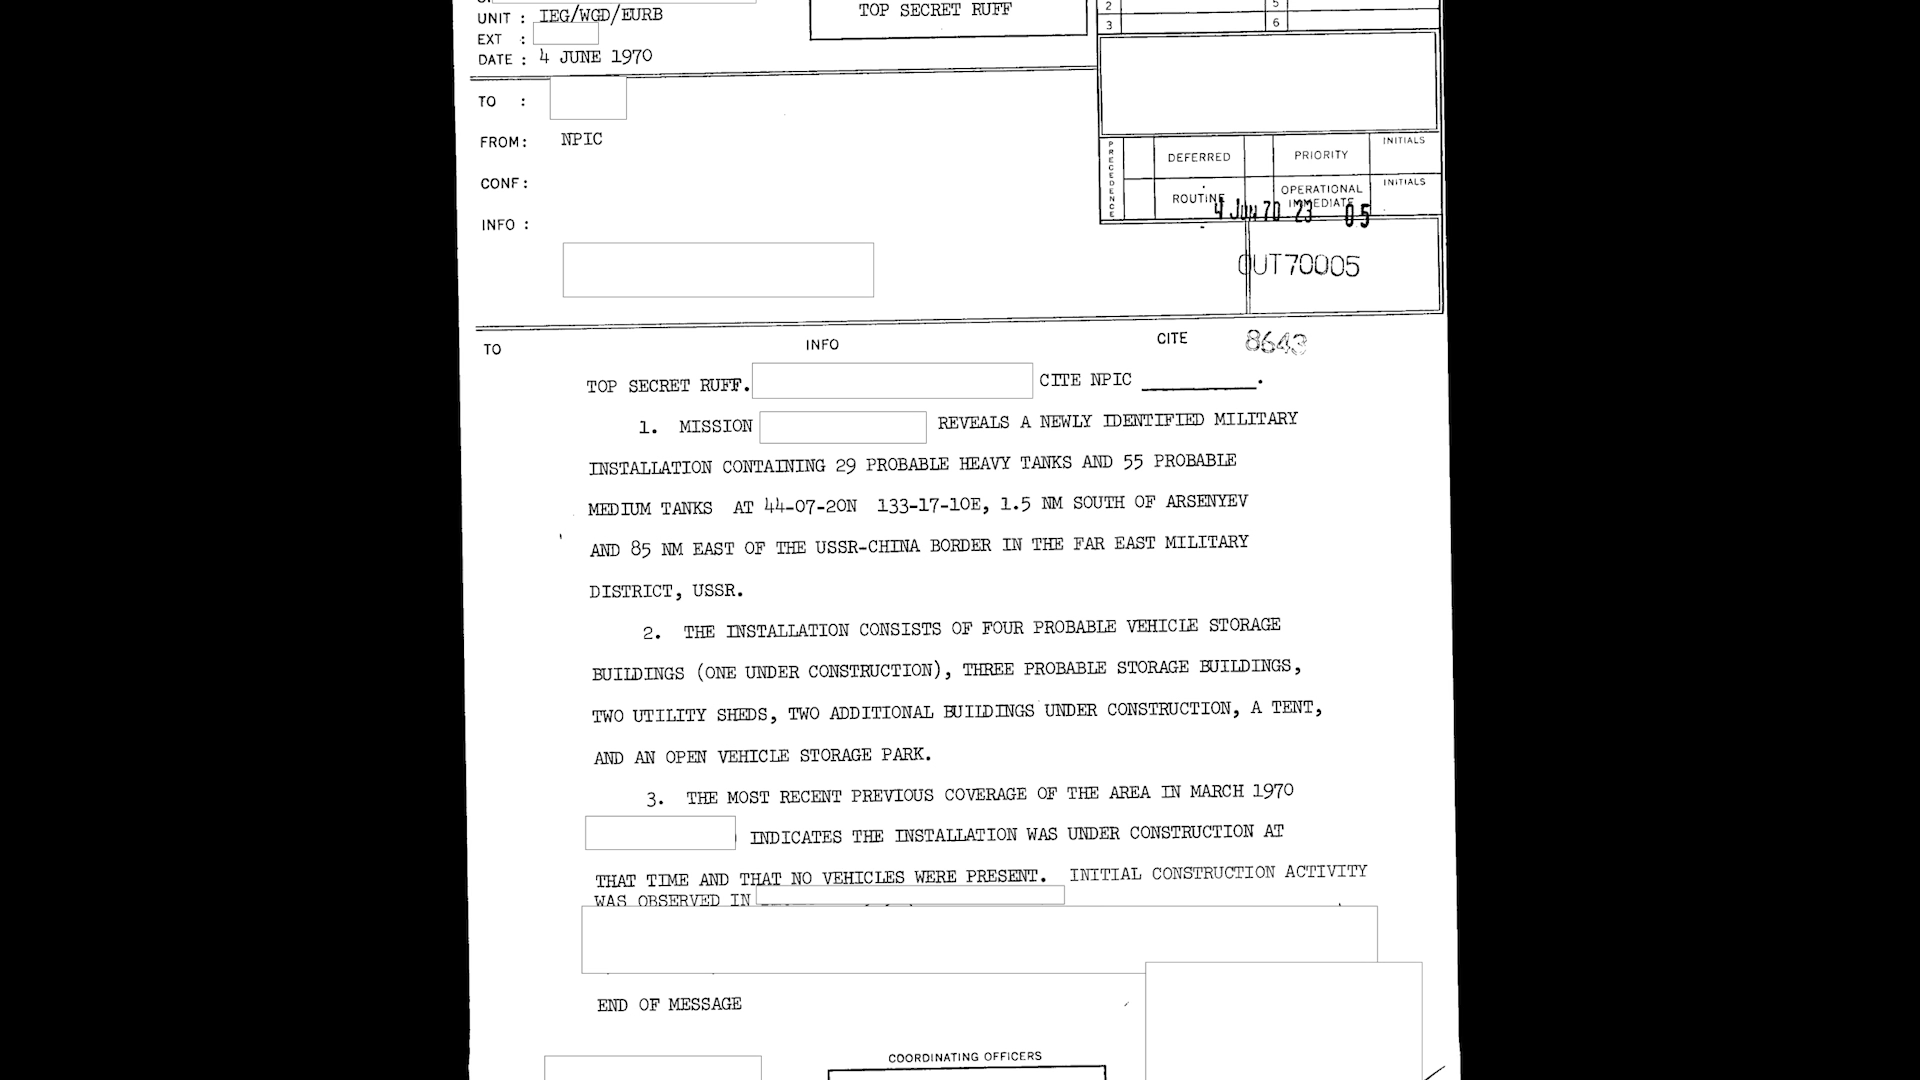 UNIT : IEG/WGD/EURB
EXT :
DATE : 4 JUNE 1970
TOP SECRET RUFF
2
5
3
6
TO :
FROM: NPIC
CONF:
INFO :
PRECEDENCE
DEFERRED
PRIORITY
INITIALS
ROUTINE
OPERATIONAL
IMMEDIATE
INITIALS
4 JUN 70 23 05
OUT70005
TO
INFO
CITE
8643
TOP SECRET RUFF. CITE NPIC __________.
1. MISSION REVEALS A NEWLY IDENTIFIED MILITARY
INSTALLATION CONTAINING 29 PROBABLE HEAVY TANKS AND 55 PROBABLE
MEDIUM TANKS AT 44-07-20N 133-17-10E, 1.5 NM SOUTH OF ARSENYEV
AND 85 NM EAST OF THE USSR-CHINA BORDER IN THE FAR EAST MILITARY
DISTRICT, USSR.
2. THE INSTALLATION CONSISTS OF FOUR PROBABLE VEHICLE STORAGE
BUILDINGS (ONE UNDER CONSTRUCTION), THREE PROBABLE STORAGE BUILDINGS,
TWO UTILITY SHEDS, TWO ADDITIONAL BUILDINGS UNDER CONSTRUCTION, A TENT,
AND AN OPEN VEHICLE STORAGE PARK.
3. THE MOST RECENT PREVIOUS COVERAGE OF THE AREA IN MARCH 1970
INDICATES THE INSTALLATION WAS UNDER CONSTRUCTION AT
THAT TIME AND THAT NO VEHICLES WERE PRESENT. INITIAL CONSTRUCTION ACTIVITY
WAS OBSERVED IN
END OF MESSAGE
COORDINATING OFFICERS